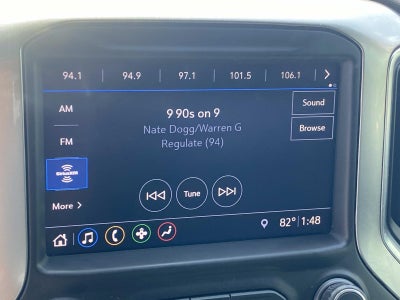 94.1 94.9 97.1 101.5 106.1
AM
9 90s on 9
Sound
Nate Dogg/Warren G
Browse
FM
Regulate (94)
SiriusXM
Tune
More
82° 1:48